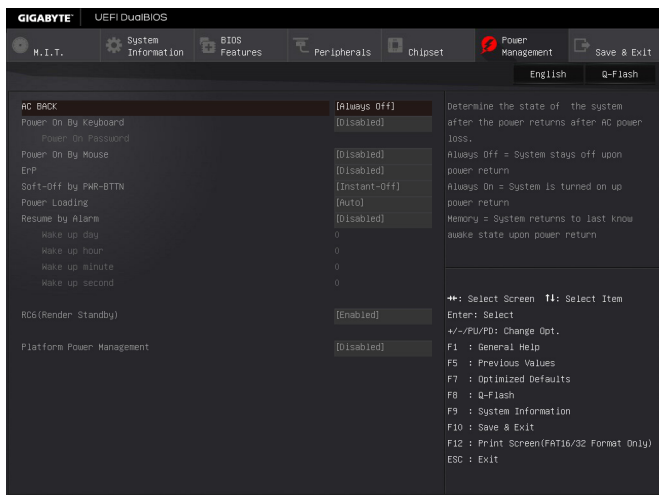 GIGABYTE™ UEFI DualBIOS
M.I.T.
System Information
BIOS Features
Peripherals
Chipset
Power Management
Save & Exit
English
Q-Flash
AC BACK [Always Off]
Power On By Keyboard [Disabled]
Power On Password
Power On By Mouse [Disabled]
ErP [Disabled]
Soft-Off by PWR-BTTN [Instant-Off]
Power Loading [Auto]
Resume by Alarm [Disabled]
Wake up day 0
Wake up hour 0
Wake up minute 0
Wake up second 0
RC6(Render Standby) [Enabled]
Platform Power Management [Disabled]
Determine the state of the system
after the power returns after AC power
loss.
Always Off = System stays off upon
power return
Always On = System is turned on up
power return
Memory = System returns to last know
awake state upon power return
→←: Select Screen ↑↓: Select Item
Enter: Select
+/-/PU/PD: Change Opt.
F1 : General Help
F5 : Previous Values
F7 : Optimized Defaults
F8 : Q-Flash
F9 : System Information
F10 : Save & Exit
F12 : Print Screen(FAT16/32 Format Only)
ESC : Exit